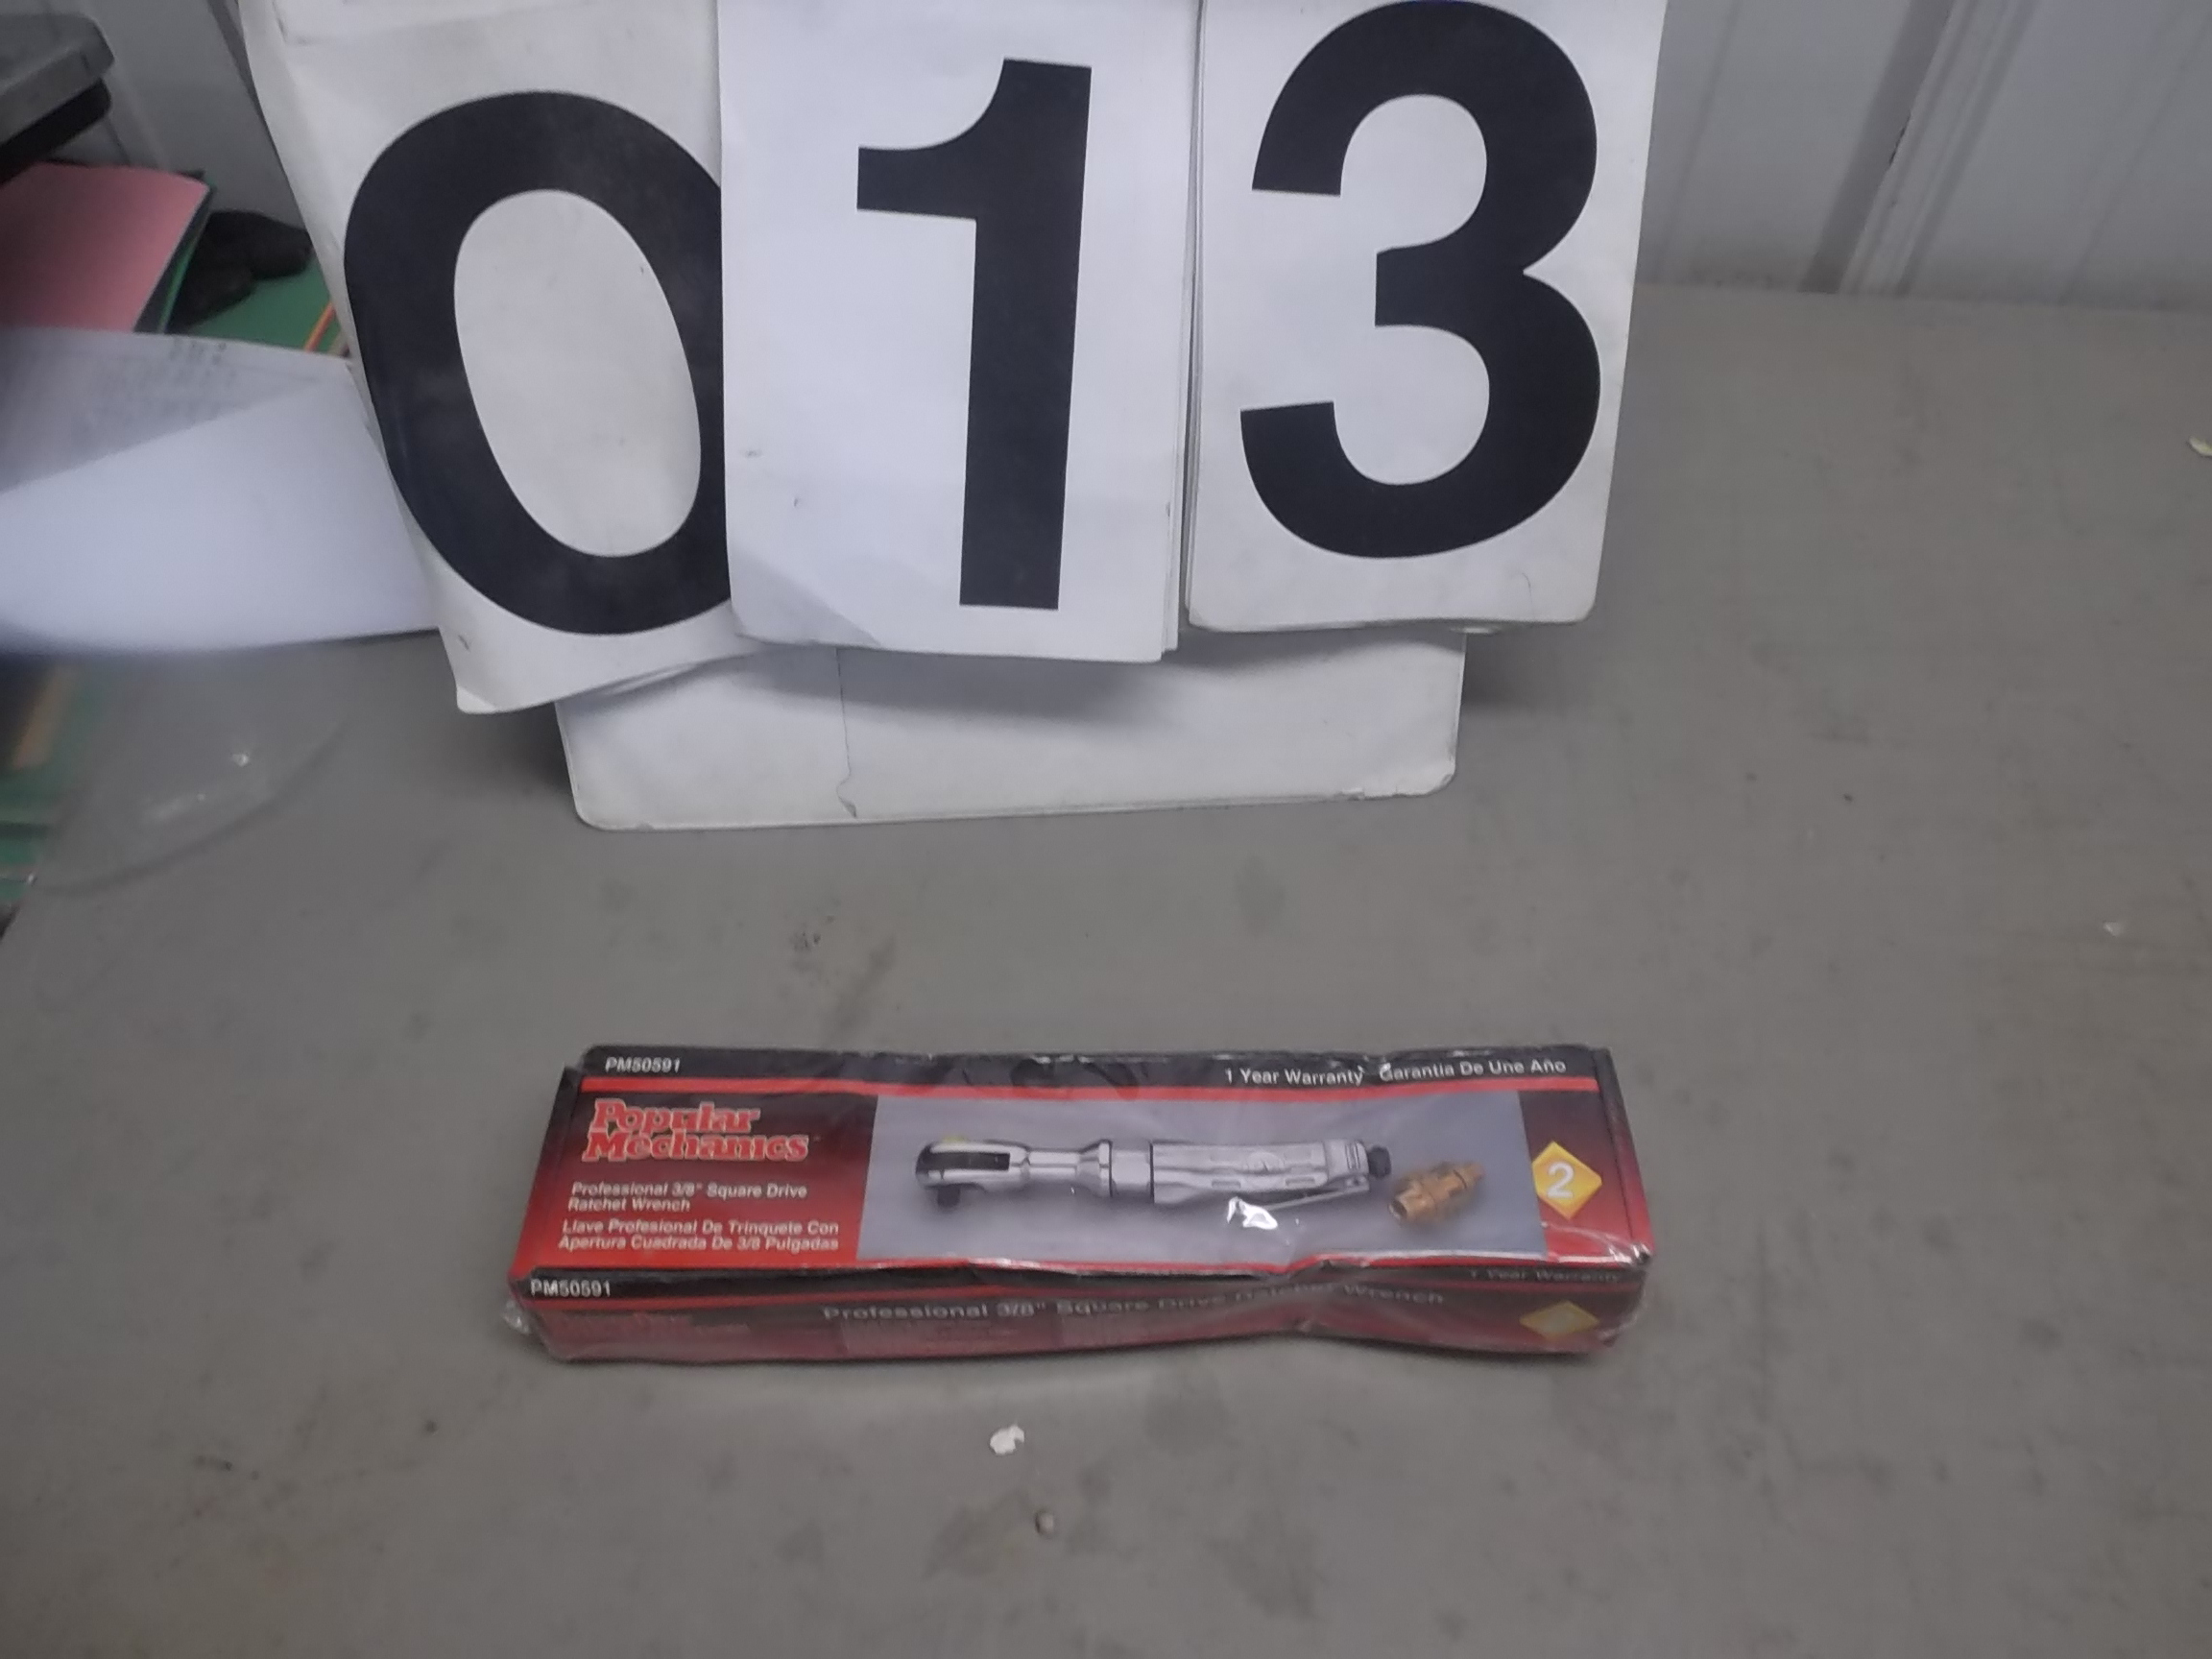 013
PM50591
1 Year Warranty Garantia De Une Año
Popular
Mechanics
Professional 3/8" Square Drive
Ratchet Wrench
Llave Profesional De Trinquete Con
Apertura Cuadrada De 3/8 Pulgadas
2
PM50591
1 Year Warranty
Professional 3/8" Square Drive Ratchet Wrench